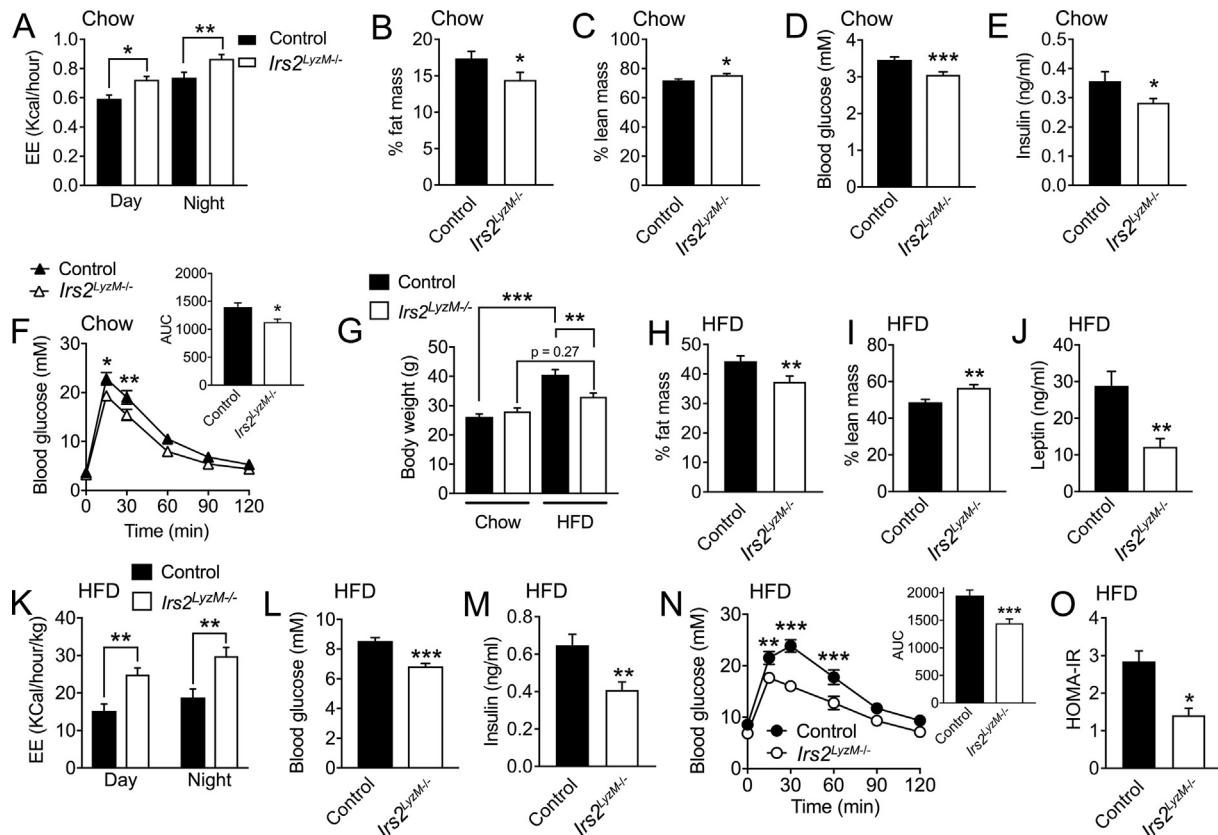 A
Chow
EE (Kcal/hour)
1.0
0.8
0.6
0.4
0.2
0.0
*
**
Day
Night
Control
Irs2LyzM-/-
B
Chow
% fat mass
20
15
10
5
0
*
Control
Irs2LyzM-/-
C
Chow
% lean mass
100
80
60
40
20
0
*
Control
Irs2LyzM-/-
D
Chow
Blood glucose (mM)
4
3
2
1
0
***
Control
Irs2LyzM-/-
E
Chow
Insulin (ng/ml)
0.5
0.4
0.3
0.2
0.1
0.0
*
Control
Irs2LyzM-/-
Control
Irs2LyzM-/-
F
Chow
Blood glucose (mM)
30
20
10
0
*
**
0
30
60
90
120
Time (min)
AUC
2000
1500
1000
500
0
*
Control
Irs2LyzM-/-
G
Control
Irs2LyzM-/-
Body weight (g)
50
40
30
20
10
0
***
**
p = 0.27
Chow
HFD
H
HFD
% fat mass
50
40
30
20
10
0
**
Control
Irs2LyzM-/-
I
HFD
% lean mass
80
60
40
20
0
**
Control
Irs2LyzM-/-
J
HFD
Leptin (ng/ml)
40
30
20
10
0
**
Control
Irs2LyzM-/-
K
HFD
Control
Irs2LyzM-/-
EE (KCal/hour/kg)
40
30
20
10
0
**
**
Day
Night
L
HFD
Blood glucose (mM)
10
8
6
4
2
0
***
Control
Irs2LyzM-/-
M
HFD
Insulin (ng/ml)
0.8
0.6
0.4
0.2
0.0
**
Control
Irs2LyzM-/-
N
HFD
Blood glucose (mM)
30
20
10
0
**
***
***
Control
Irs2LyzM-/-
0
30
60
90
120
Time (min)
AUC
2000
1500
1000
500
0
***
Control
Irs2LyzM-/-
O
HFD
HOMA-IR
4
3
2
1
0
*
Control
Irs2LyzM-/-